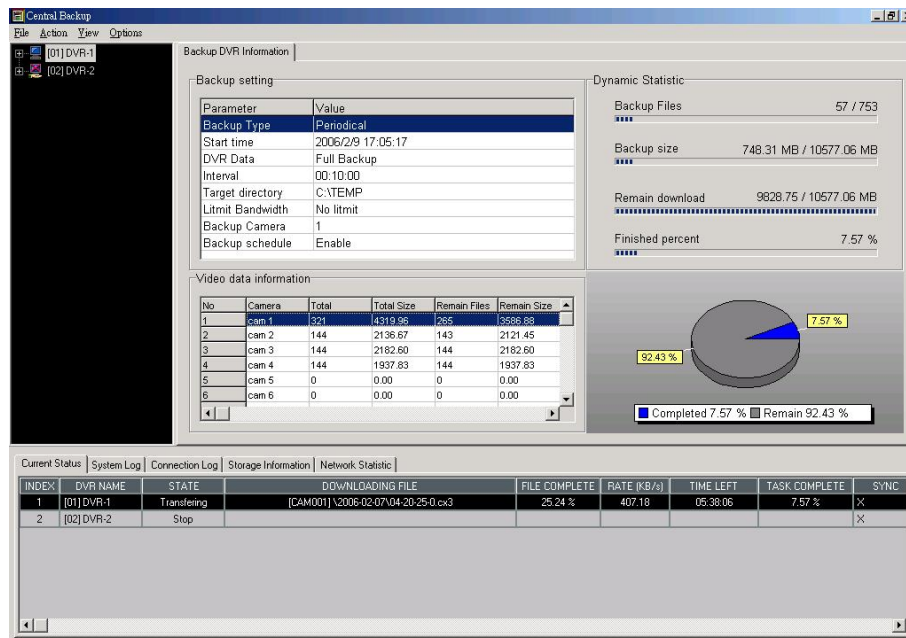 Central Backup
File Action View Options
[01] DVR-1
[02] DVR-2
Backup DVR Information
Backup setting
Parameter Value
Backup Type Periodical
Start time 2006/2/9 17:05:17
DVR Data Full Backup
Interval 00:10:00
Target directory C:\TEMP
Litmit Bandwidth No litmit
Backup Camera 1
Backup schedule Enable
Dynamic Statistic
Backup Files 57 / 753
Backup size 748.31 MB / 10577.06 MB
Remain download 9828.75 / 10577.06 MB
Finished percent 7.57 %
Video data information
No Camera Total Total Size Remain Files Remain Size
1 cam 1 321 4319.96 265 3586.88
2 cam 2 144 2136.67 143 2121.45
3 cam 3 144 2182.60 144 2182.60
4 cam 4 144 1937.83 144 1937.83
5 cam 5 0 0.00 0 0.00
6 cam 6 0 0.00 0 0.00
7.57 %
92.43 %
Completed 7.57 % Remain 92.43 %
Current Status System Log Connection Log Storage Information Network Statistic
INDEX DVR NAME STATE DOWNLOADING FILE FILE COMPLETE RATE (KB/s) TIME LEFT TASK COMPLETE SYNC
1 [01] DVR-1 Transfering [CAM001] \2006-02-07\04-20-25-0.cx3 25.24 % 407.18 05:38:06 7.57 % X
2 [02] DVR-2 Stop X